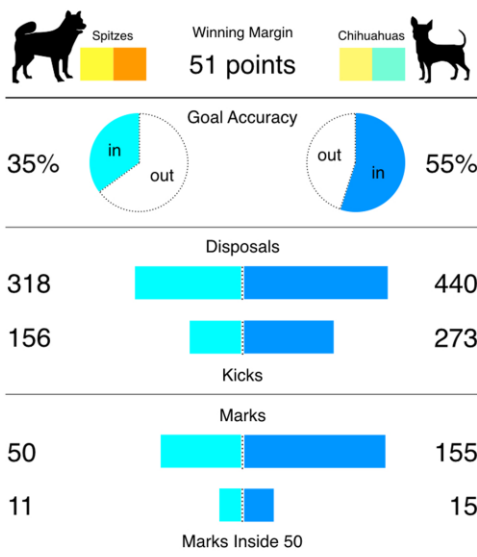 Spitzes
Winning Margin
Chihuahuas
51 points
Goal Accuracy
35%
in
out
out
in
55%
Disposals
318
440
156
273
Kicks
Marks
50
155
11
15
Marks Inside 50